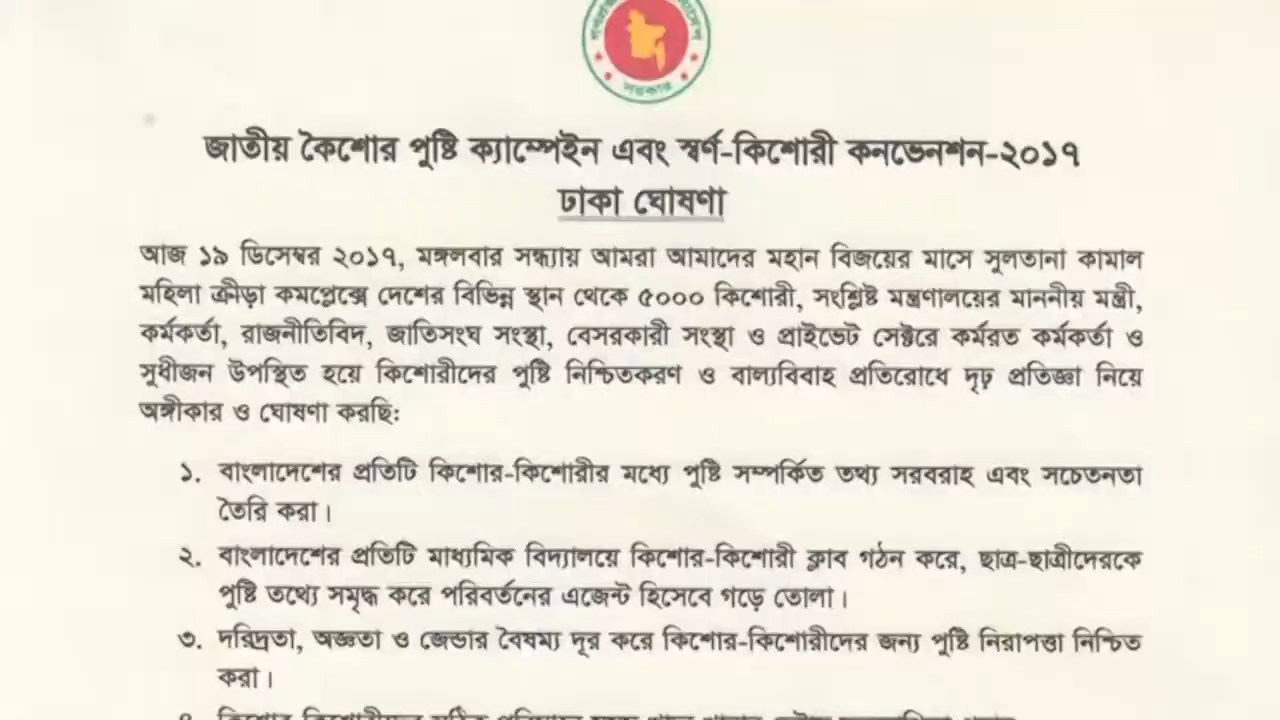 সরকার
জাতীয় কৈশোর পুষ্টি ক্যাম্পেইন এবং স্বর্ণ-কিশোরী কনভেনশন-২০১৭
ঢাকা ঘোষণা
আজ ১৯ ডিসেম্বর ২০১৭, মঙ্গলবার সন্ধ্যায় আমরা আমাদের মহান বিজয়ের মাসে সুলতানা কামাল
মহিলা ক্রীড়া কমপ্লেক্সে দেশের বিভিন্ন স্থান থেকে ৫০০০ কিশোরী, সংশ্লিষ্ট মন্ত্রণালয়ের মাননীয় মন্ত্রী,
কর্মকর্তা, রাজনীতিবিদ, জাতিসংঘ সংস্থা, বেসরকারী সংস্থা ও প্রাইভেট সেক্টরে কর্মরত কর্মকর্তা ও
সুধীজন উপস্থিত হয়ে কিশোরীদের পুষ্টি নিশ্চিতকরণ ও বাল্যবিবাহ প্রতিরোধে দৃঢ় প্রতিজ্ঞা নিয়ে
অঙ্গীকার ও ঘোষণা করছি:
১. বাংলাদেশের প্রতিটি কিশোর-কিশোরীর মধ্যে পুষ্টি সম্পর্কিত তথ্য সরবরাহ এবং সচেতনতা
তৈরি করা।
২. বাংলাদেশের প্রতিটি মাধ্যমিক বিদ্যালয়ে কিশোর-কিশোরী ক্লাব গঠন করে, ছাত্র-ছাত্রীদেরকে
পুষ্টি তথ্যে সমৃদ্ধ করে পরিবর্তনের এজেন্ট হিসেবে গড়ে তোলা।
৩. দরিদ্রতা, অজ্ঞতা ও জেন্ডার বৈষম্য দূর করে কিশোর-কিশোরীদের জন্য পুষ্টি নিরাপত্তা নিশ্চিত
করা।